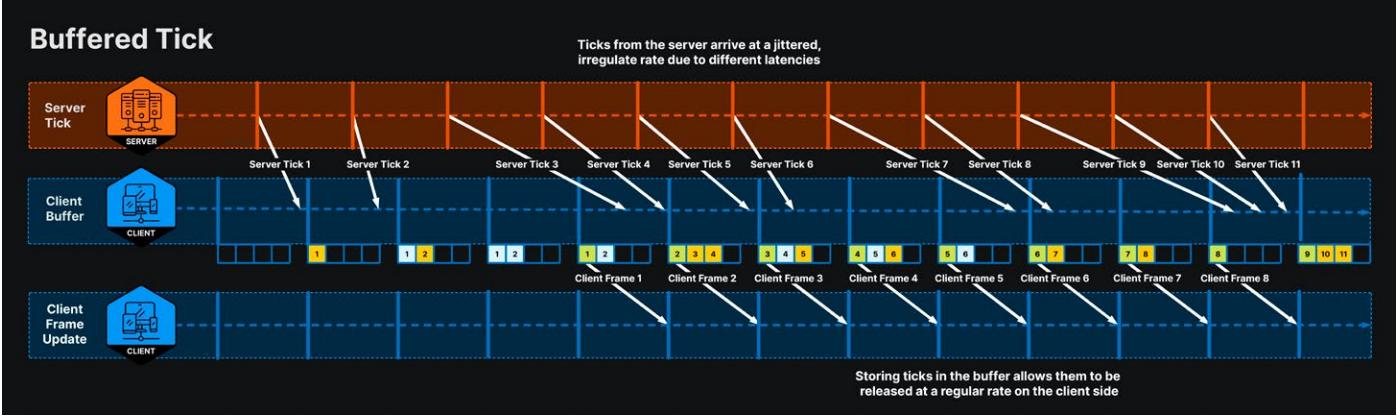 Buffered Tick
Ticks from the server arrive at a jittered,
irregulate rate due to different latencies
Server
Tick
SERVER
Server Tick 1
Server Tick 2
Server Tick 3
Server Tick 4
Server Tick 5
Server Tick 6
Server Tick 7
Server Tick 8
Server Tick 9
Server Tick 10
Server Tick 11
Client
Buffer
CLIENT
1
1 2
1 2
1 2
2 3 4
3 4 5
4 5 6
5 6
6 7
7 8
8
9 10 11
Client Frame 1
Client Frame 2
Client Frame 3
Client Frame 4
Client Frame 5
Client Frame 6
Client Frame 7
Client Frame 8
Client
Frame
Update
CLIENT
Storing ticks in the buffer allows them to be
released at a regular rate on the client side